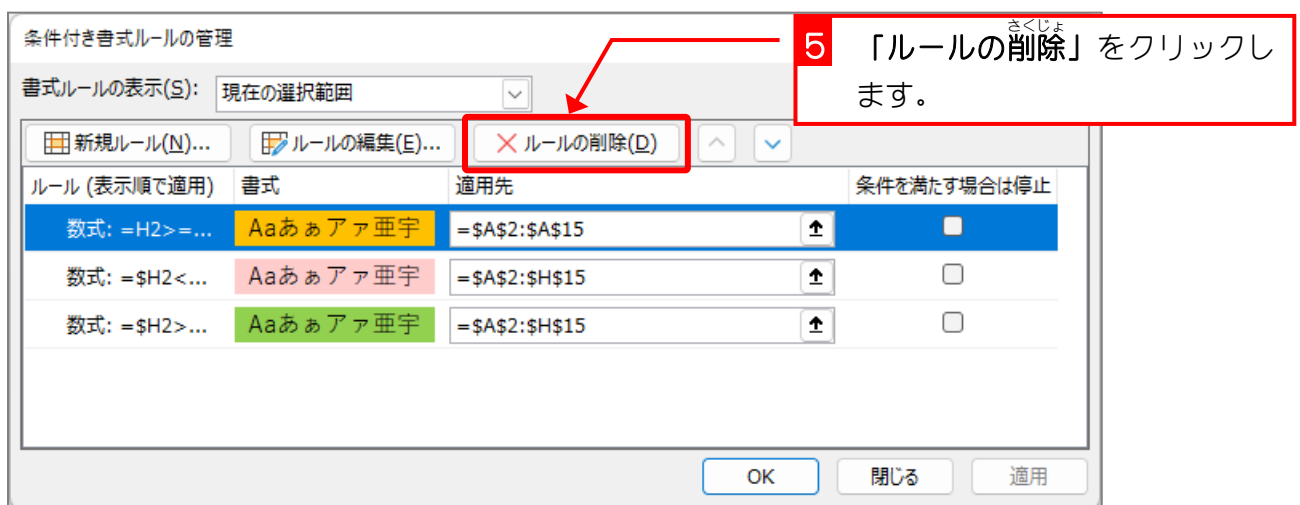 条件付き書式ルールの管理
5 「ルールの削除」をクリックし
さくじょ
ます。
書式ルールの表示(S): 現在の選択範囲
新規ルール(N)... ルールの編集(E)... ルールの削除(D)
ルール (表示順で適用) 書式 適用先 条件を満たす場合は停止
数式: =H2>=... Aaあぁアァ亜宇 =$A$2:$A$15
数式: =$H2<... Aaあぁアァ亜宇 =$A$2:$H$15
数式: =$H2>... Aaあぁアァ亜宇 =$A$2:$H$15
OK 閉じる 適用